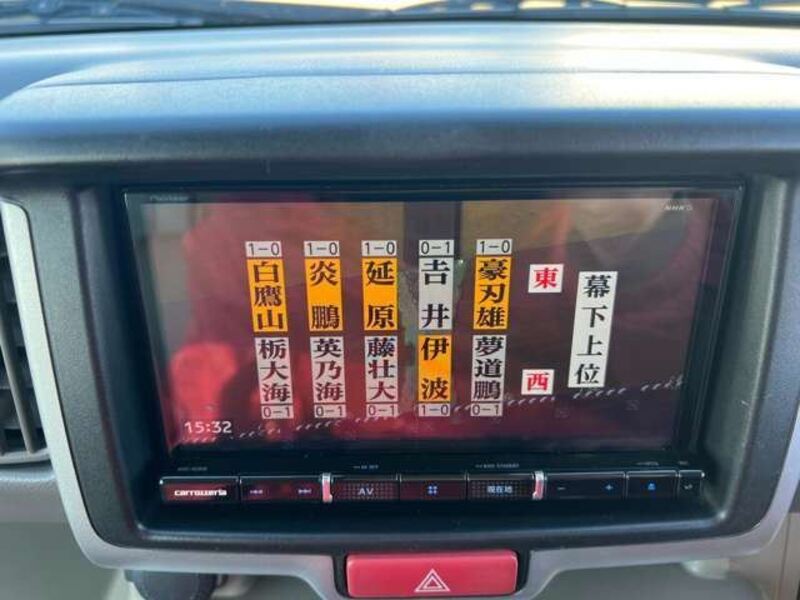 Pioneer
NHK G
幕下上位
東
西
1-0
豪刃雄
夢道鵬
0-1
0-1
吉井
伊波
1-0
1-0
延原
藤壮大
0-1
1-0
炎鵬
英乃海
0-1
1-0
白鷹山
栃大海
0-1
15:32
carrozzeria
AV
現在地